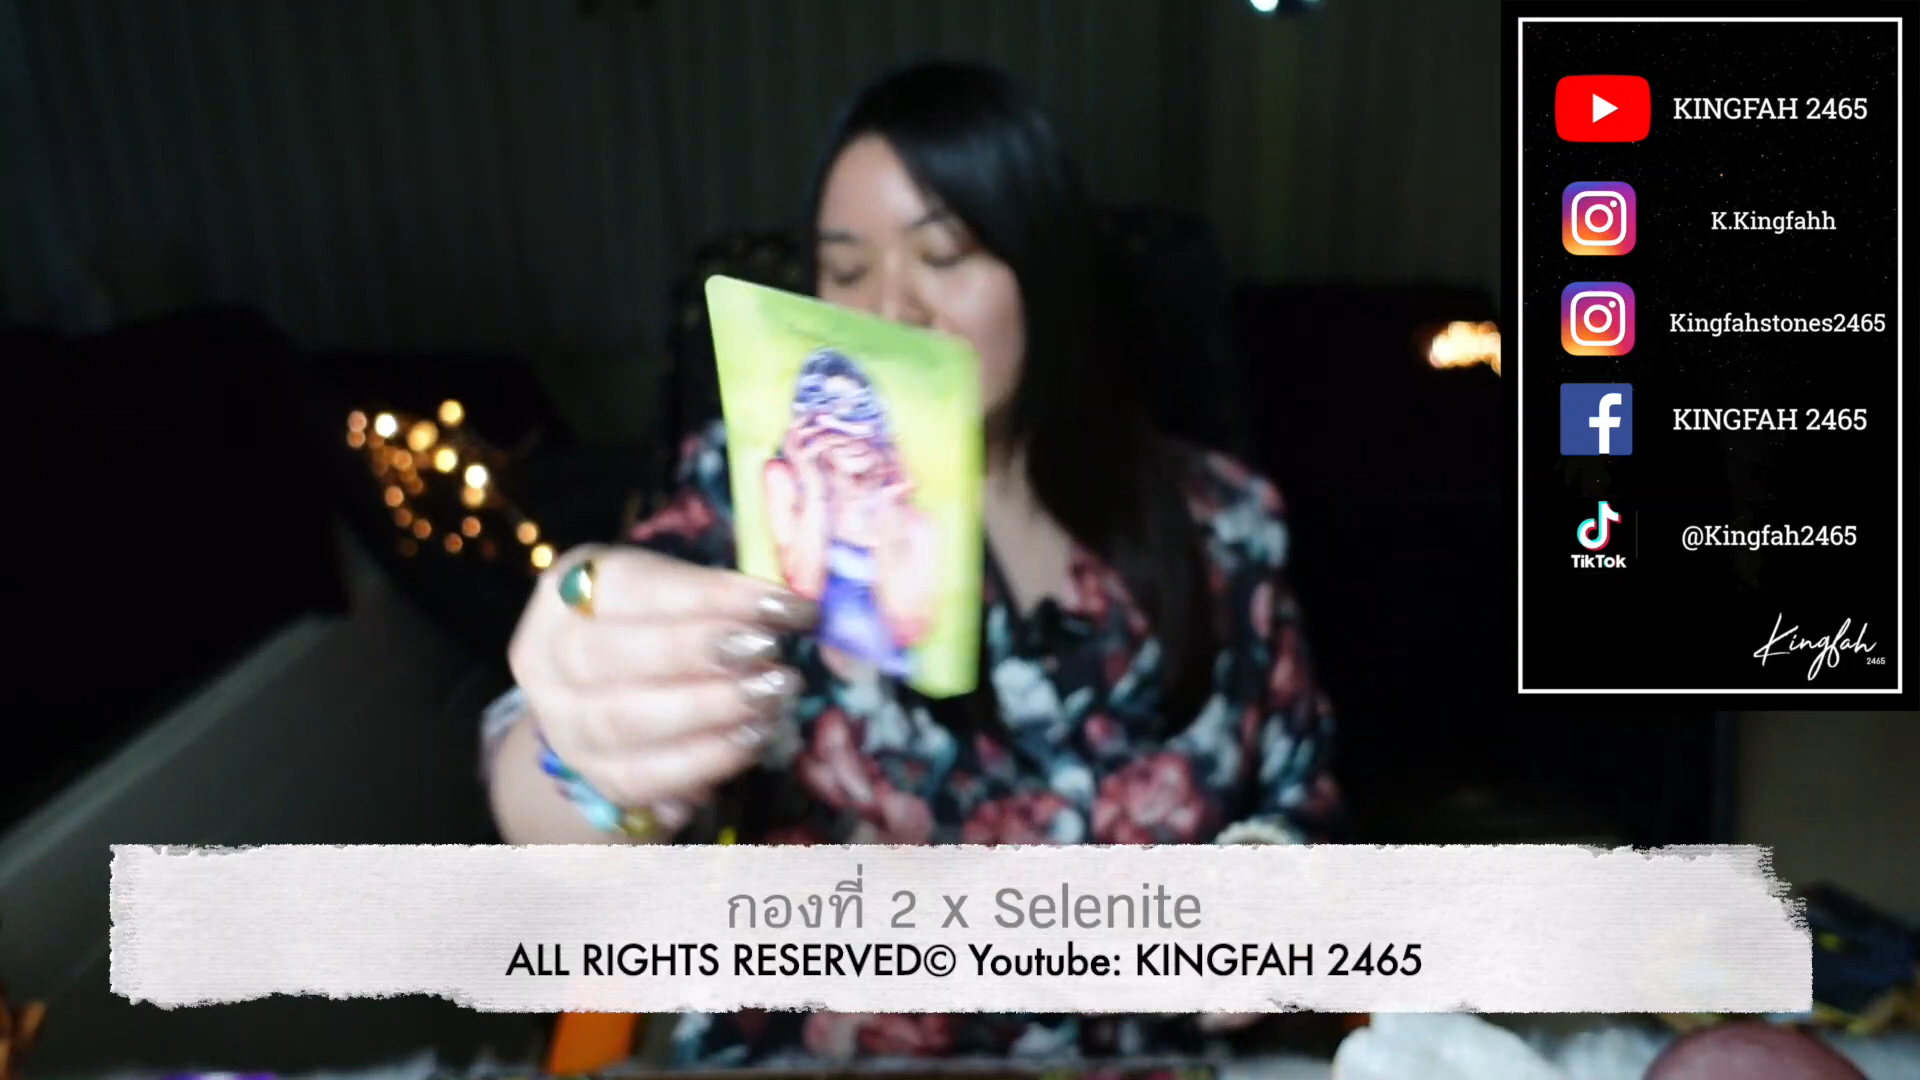 KINGFAH 2465
K.Kingfahh
Kingfahstones2465
KINGFAH 2465
TikTok
@Kingfah2465
Kingfah
2465
กองที่ 2 x Selenite
ALL RIGHTS RESERVED© Youtube: KINGFAH 2465